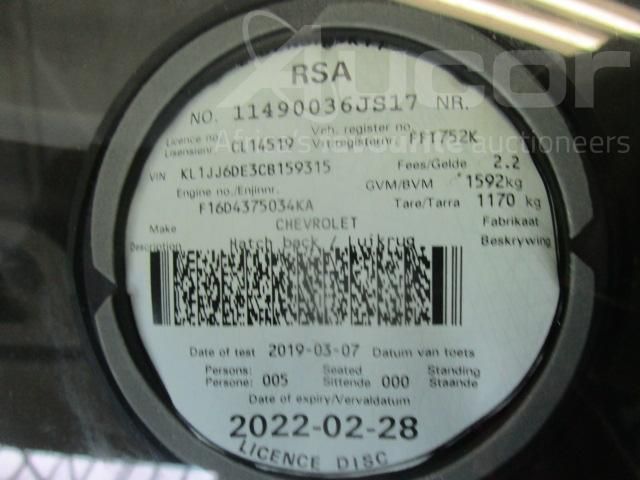 Aucor
Africa's favourite auctioneers
RSA
NO. 11490036JS17 NR.
Licence no./ Lisensienr. CL14519 Veh. register no./ Vrt.registernr. FFT752K
VIN KL1JJ6DE3CB159315 Fees/Gelde 2.2
Engine no./Enjinnr. GVM/BVM 1592kg
F16D4375034KA Tare/Tarra 1170 kg
Make CHEVROLET Fabrikaat
Description Hatch back / Luikrug Beskrywing
Date of test 2019-03-07 Datum van toets
Persons: Seated Standing
Persone: 005 Sittende 000 Staande
Date of expiry/Vervaldatum
2022-02-28
LICENCE DISC